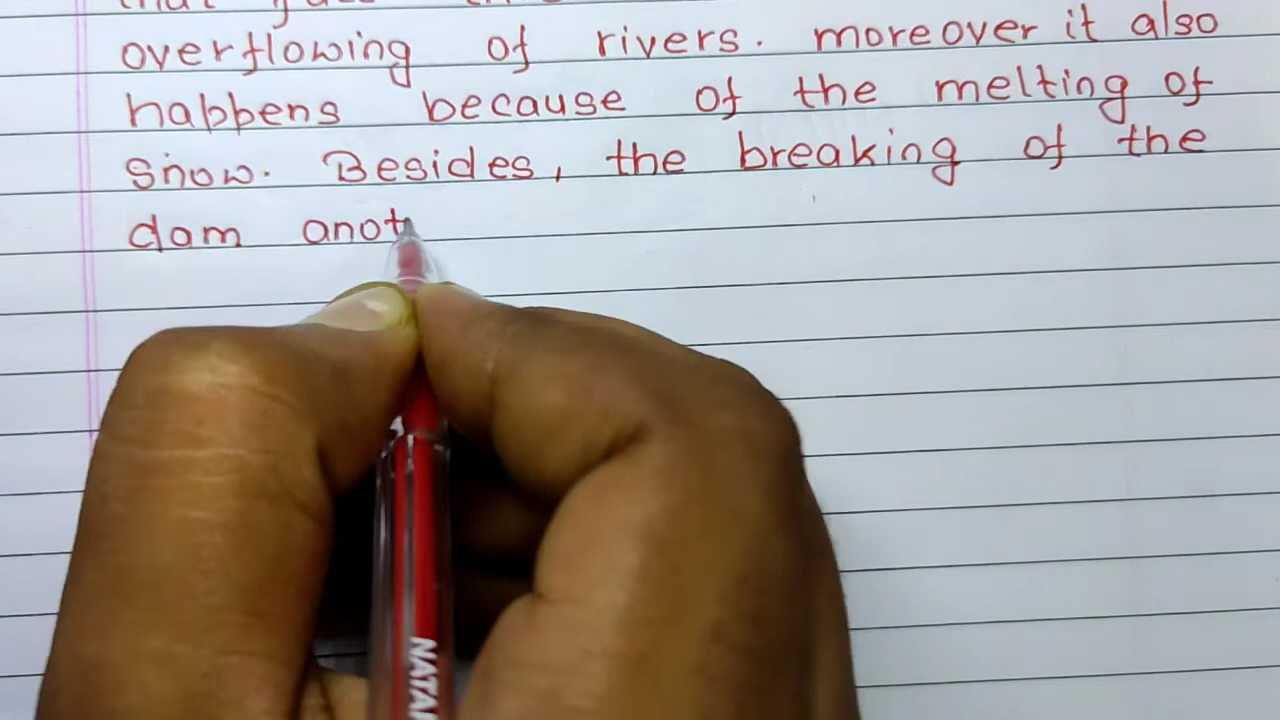 overflowing of rivers. moreover it also
happens because of the melting of
snow. Besides, the breaking of the
dam anot
NATAR